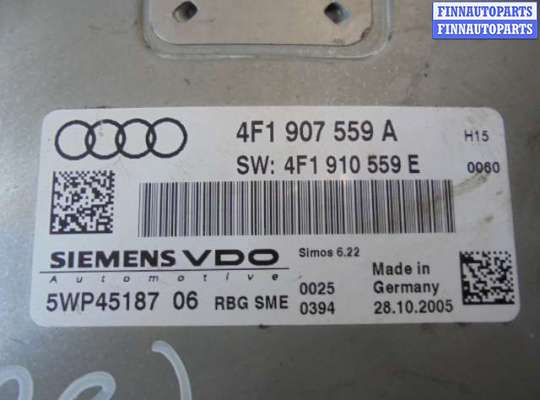 FINNAUTOPARTS
FINNAUTOPARTS
4F1 907 559 A H15
SW: 4F1 910 559 E 0060
SIEMENS VDO Simos 6.22
Automotive
5WP45187 06 RBG SME
0025
0394
Made in
Germany
28.10.2005